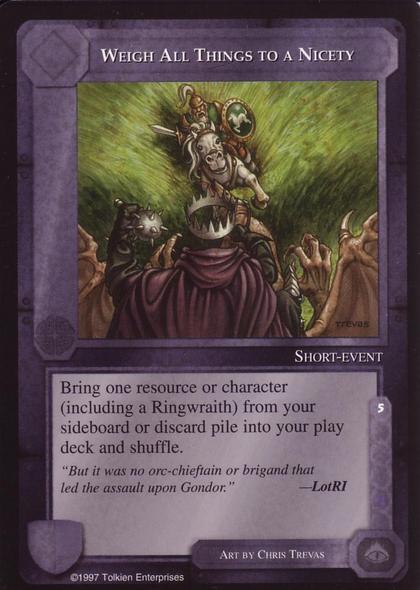 WEIGH ALL THINGS TO A NICETY
TREVAS
SHORT-EVENT
Bring one resource or character
(including a Ringwraith) from your
sideboard or discard pile into your play
deck and shuffle.
5
"But it was no orc-chieftain or brigand that
led the assault upon Gondor." —LotRI
ART BY CHRIS TREVAS
©1997 Tolkien Enterprises